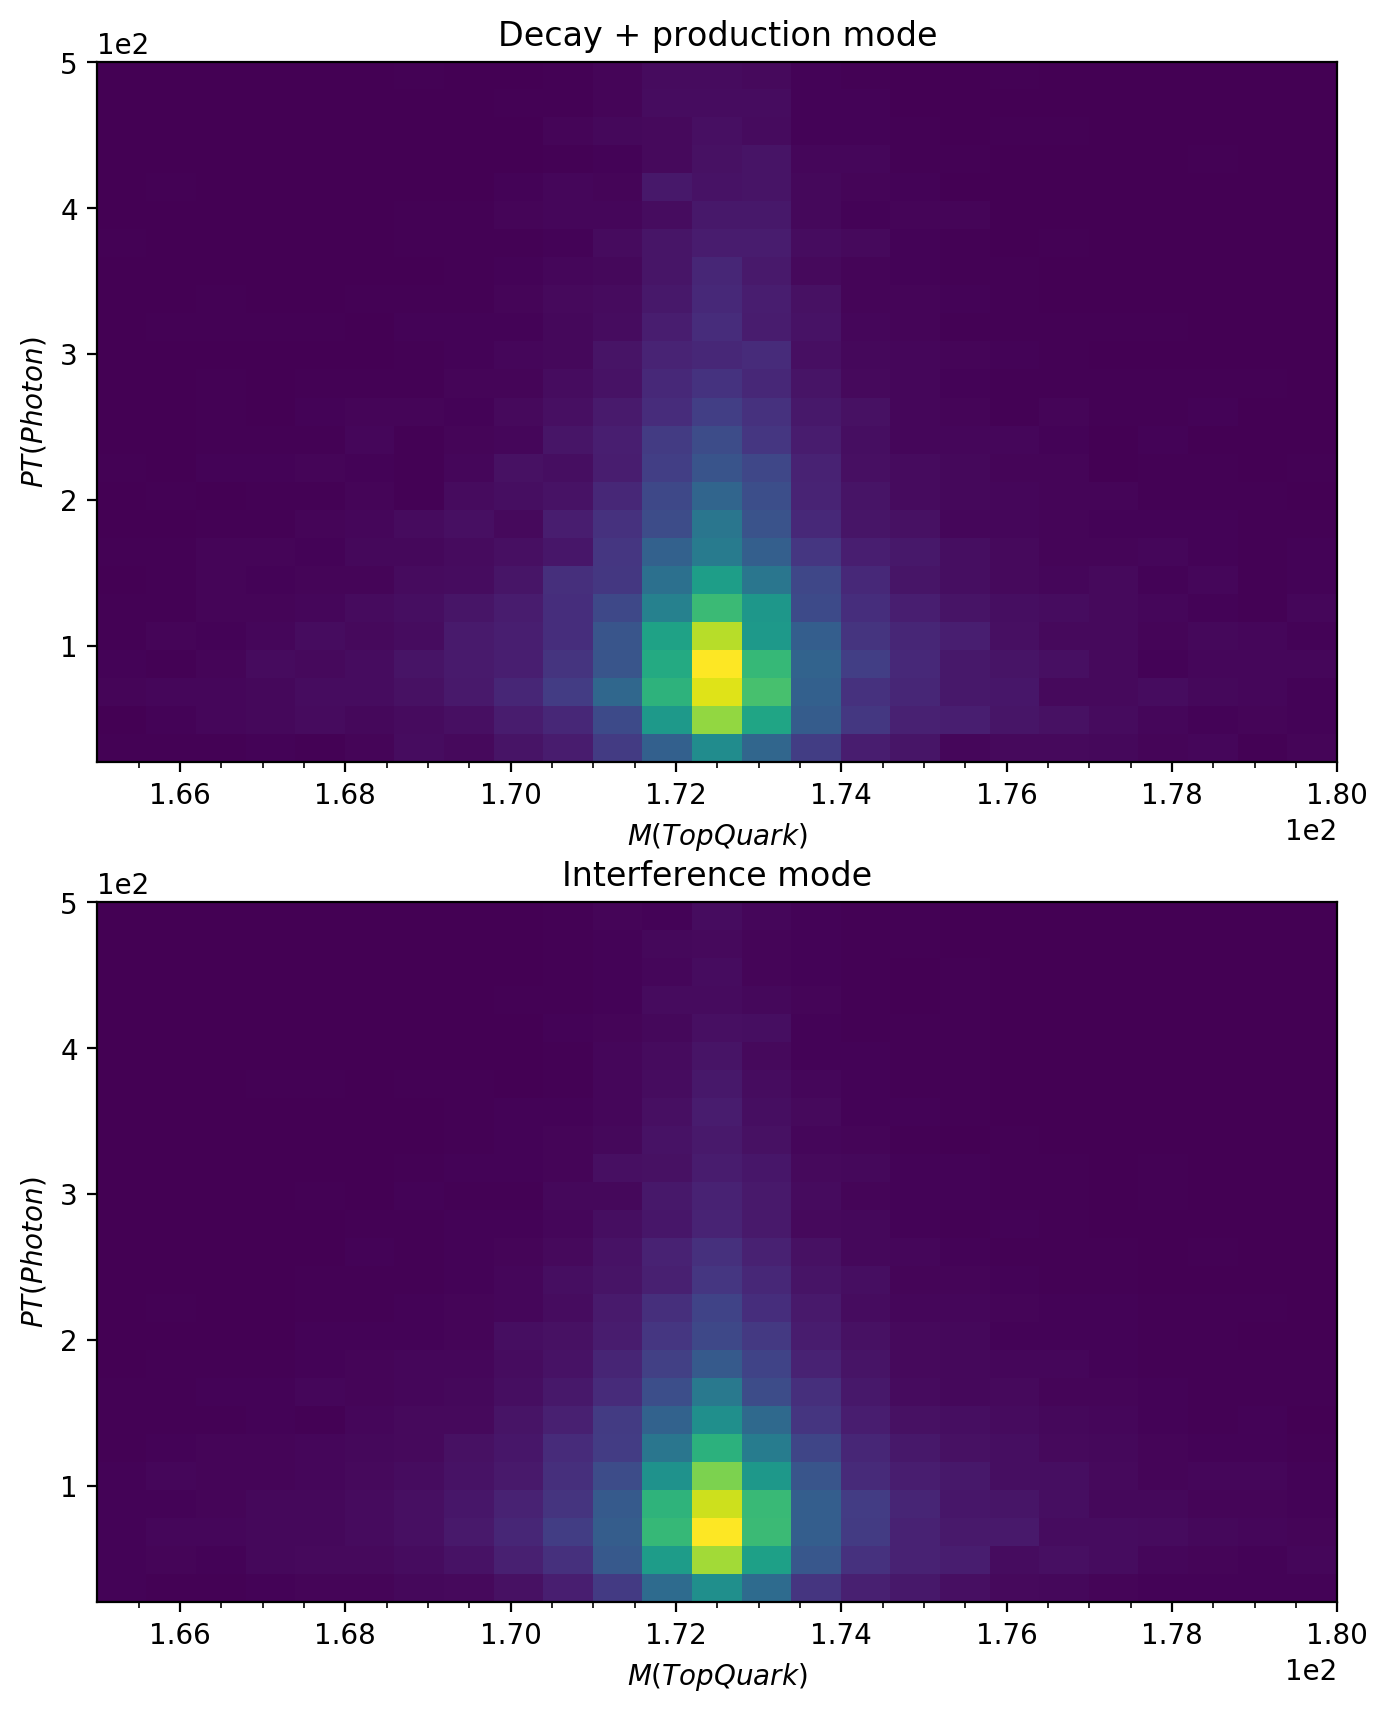 Decay + production mode
1e2
5
4
3
2
1
PT(Photon)
1.66 1.68 1.70 1.72 1.74 1.76 1.78 1.80
1e2
M(TopQuark)
Interference mode
1e2
5
4
3
2
1
PT(Photon)
1.66 1.68 1.70 1.72 1.74 1.76 1.78 1.80
1e2
M(TopQuark)